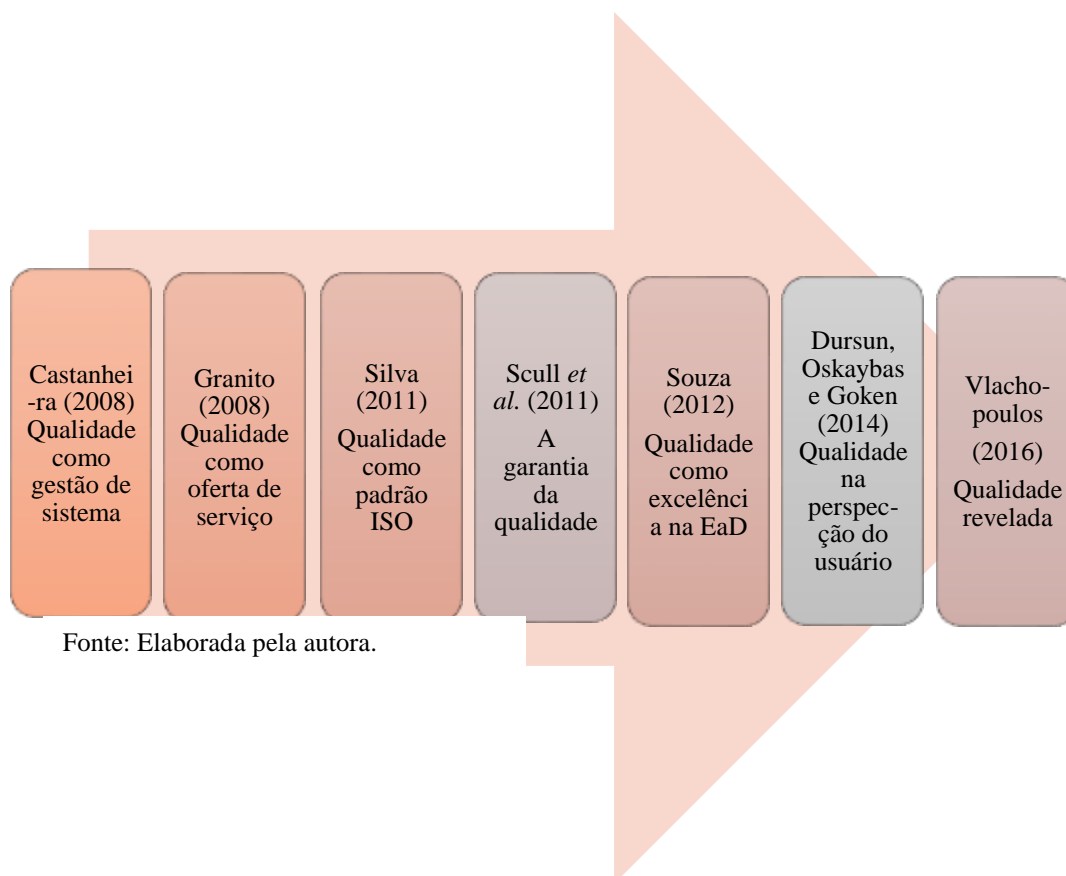 Castanhei
-ra (2008)
Qualidade
como
gestão de
sistema
Granito
(2008)
Qualidade
como
oferta de
serviço
Silva
(2011)
Qualidade
como
padrão
ISO
Scull et
al. (2011)
A
garantia
da
qualidade
Souza
(2012)
Qualidade
como
excelênci
a na EaD
Dursun,
Oskaybas
e Goken
(2014)
Qualidade
na
perspec-
ção do
usuário
Vlacho-
poulos
(2016)
Qualidade
revelada
Fonte: Elaborada pela autora.